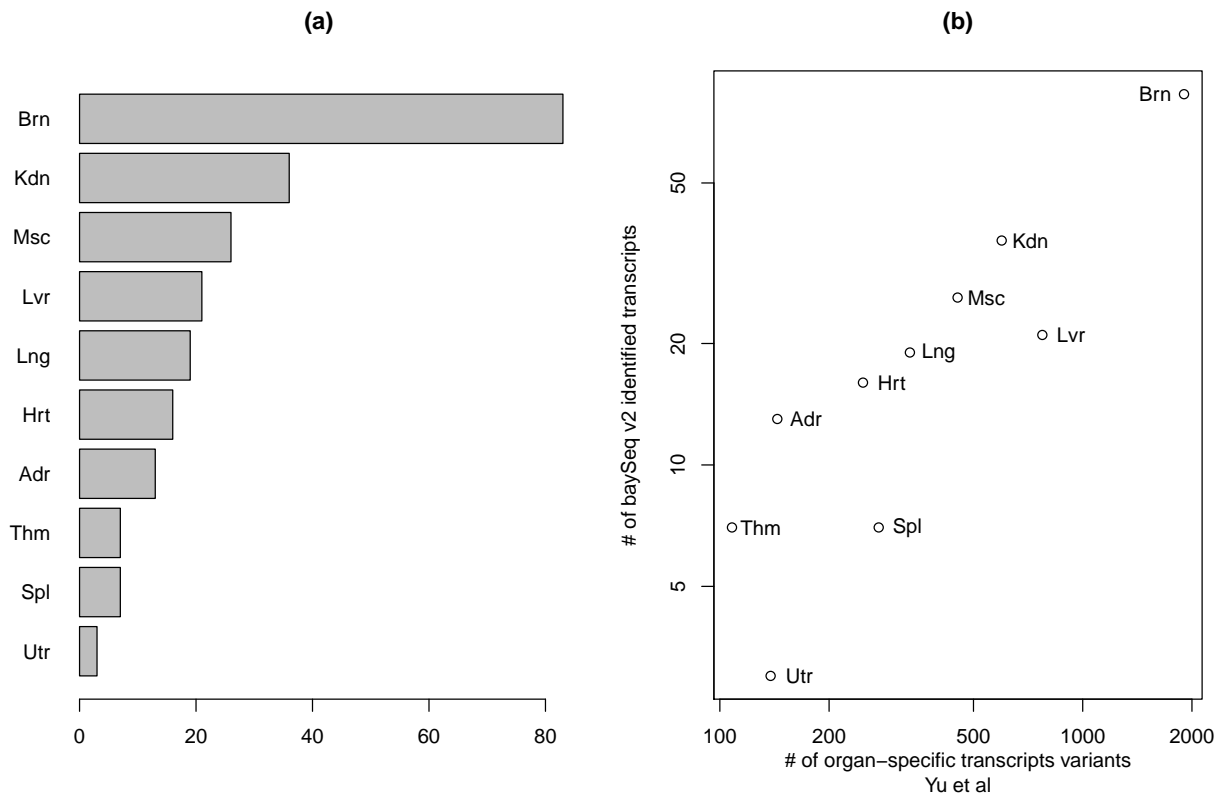 (a)
Brn
Kdn
Msc
Lvr
Lng
Hrt
Adr
Thm
Spl
Utr
0 20 40 60 80
(b)
# of baySeq v2 identified transcripts
50
20
10
5
Brn
Kdn
Msc
Lvr
Lng
Hrt
Adr
Thm
Spl
Utr
100 200 500 1000 2000
# of organ−specific transcripts variants
Yu et al